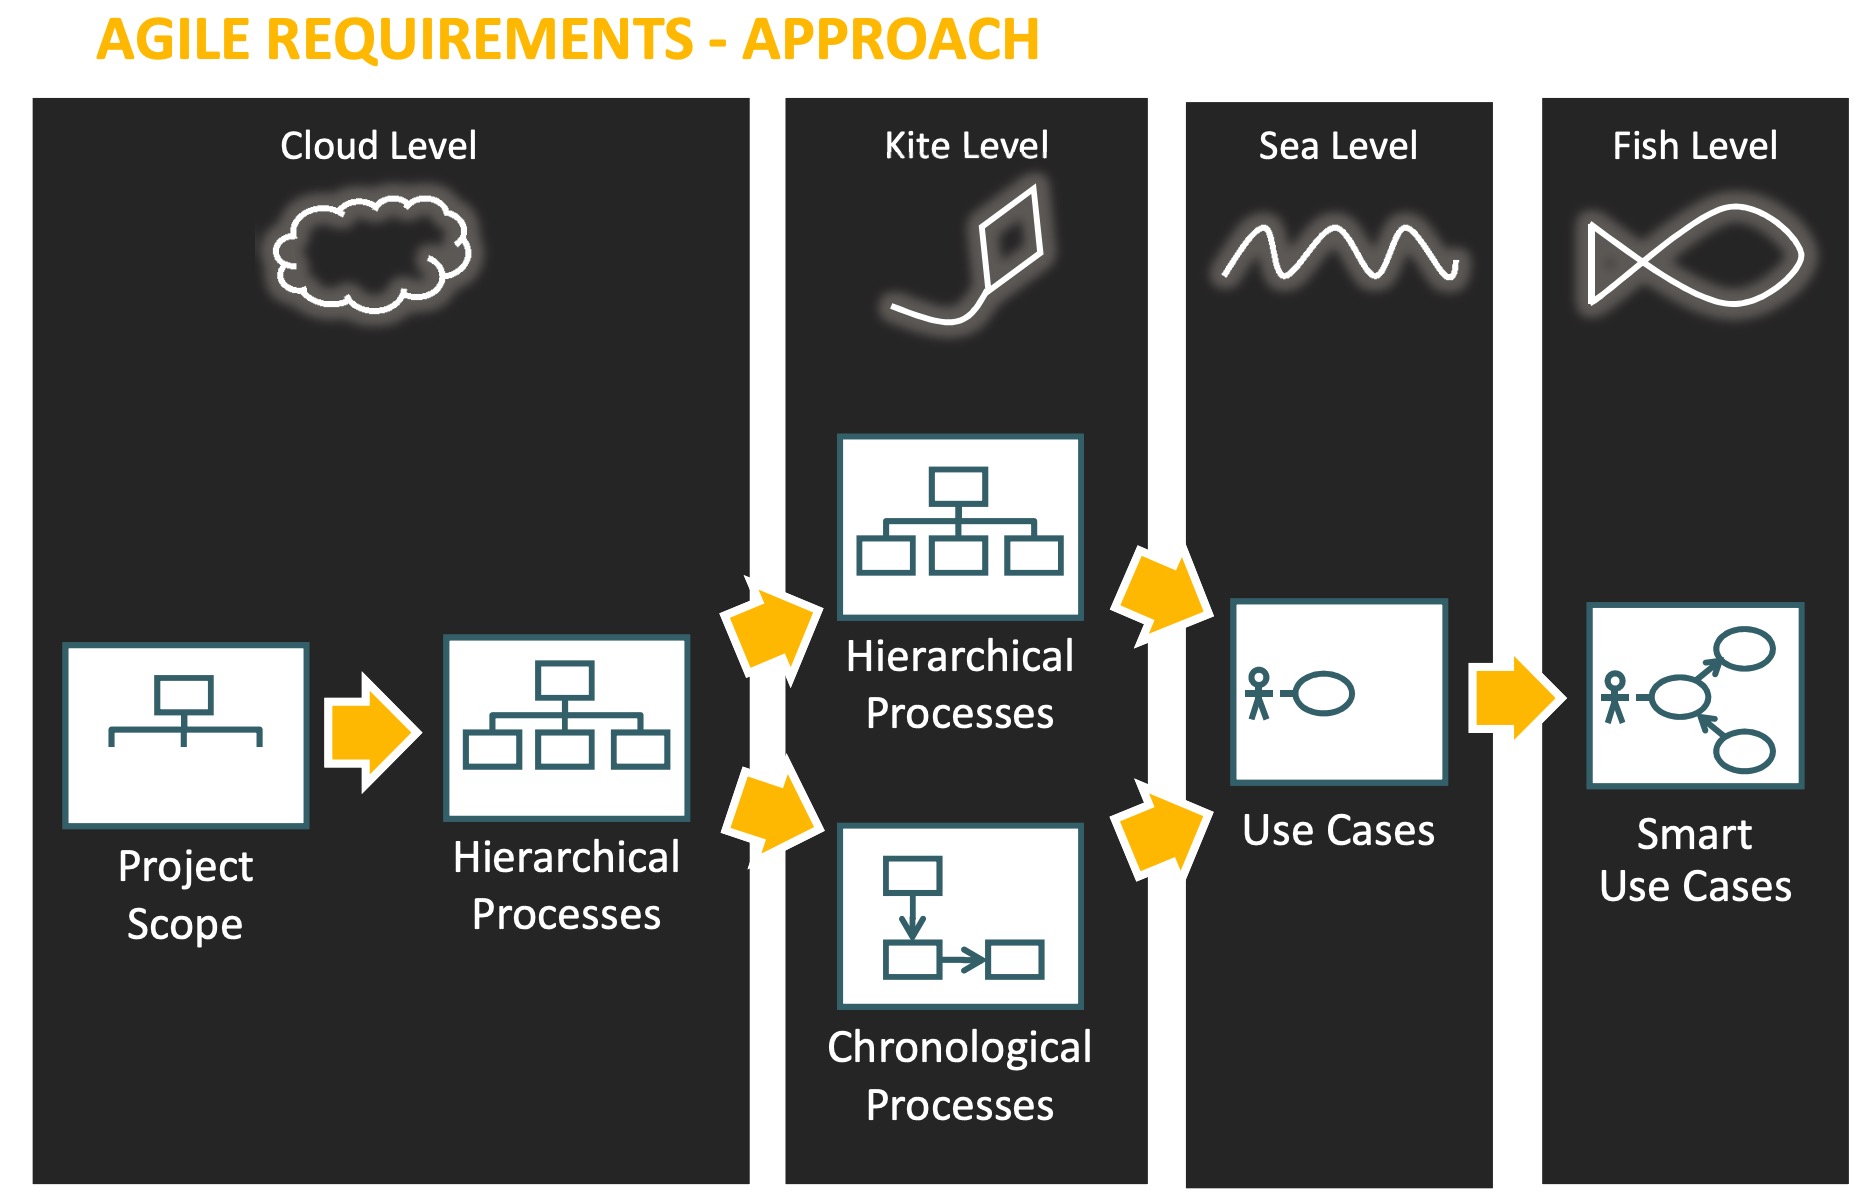 AGILE REQUIREMENTS - APPROACH
Cloud Level
Kite Level
Sea Level
Fish Level
Project
Scope
Hierarchical
Processes
Hierarchical
Processes
Chronological
Processes
Use Cases
Smart
Use Cases